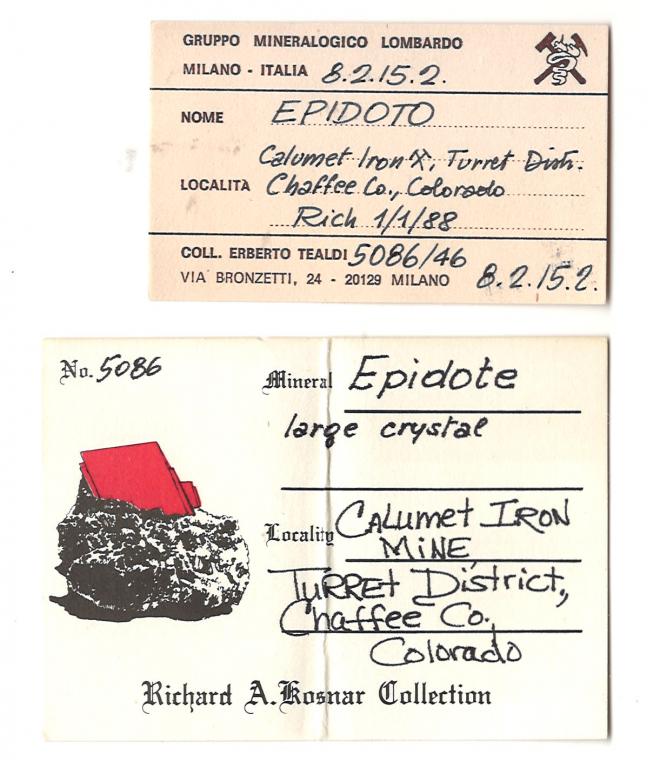 GRUPPO MINERALOGICO LOMBARDO
MILANO - ITALIA 8.2.15.2.
NOME EPIDOTO
Calumet Iron ⚒, Turret Distr.
LOCALITA Chaffee Co., Colorado
Rich 1/1/88
COLL. ERBERTO TEALDI 5086/46
VIA BRONZETTI, 24 - 20129 MILANO 8.2.15.2.
No. 5086
Mineral Epidote
large crystal
Locality Calumet Iron
Mine
Turret District,
Chaffee Co.,
Colorado
Richard A. Kosnar Collection